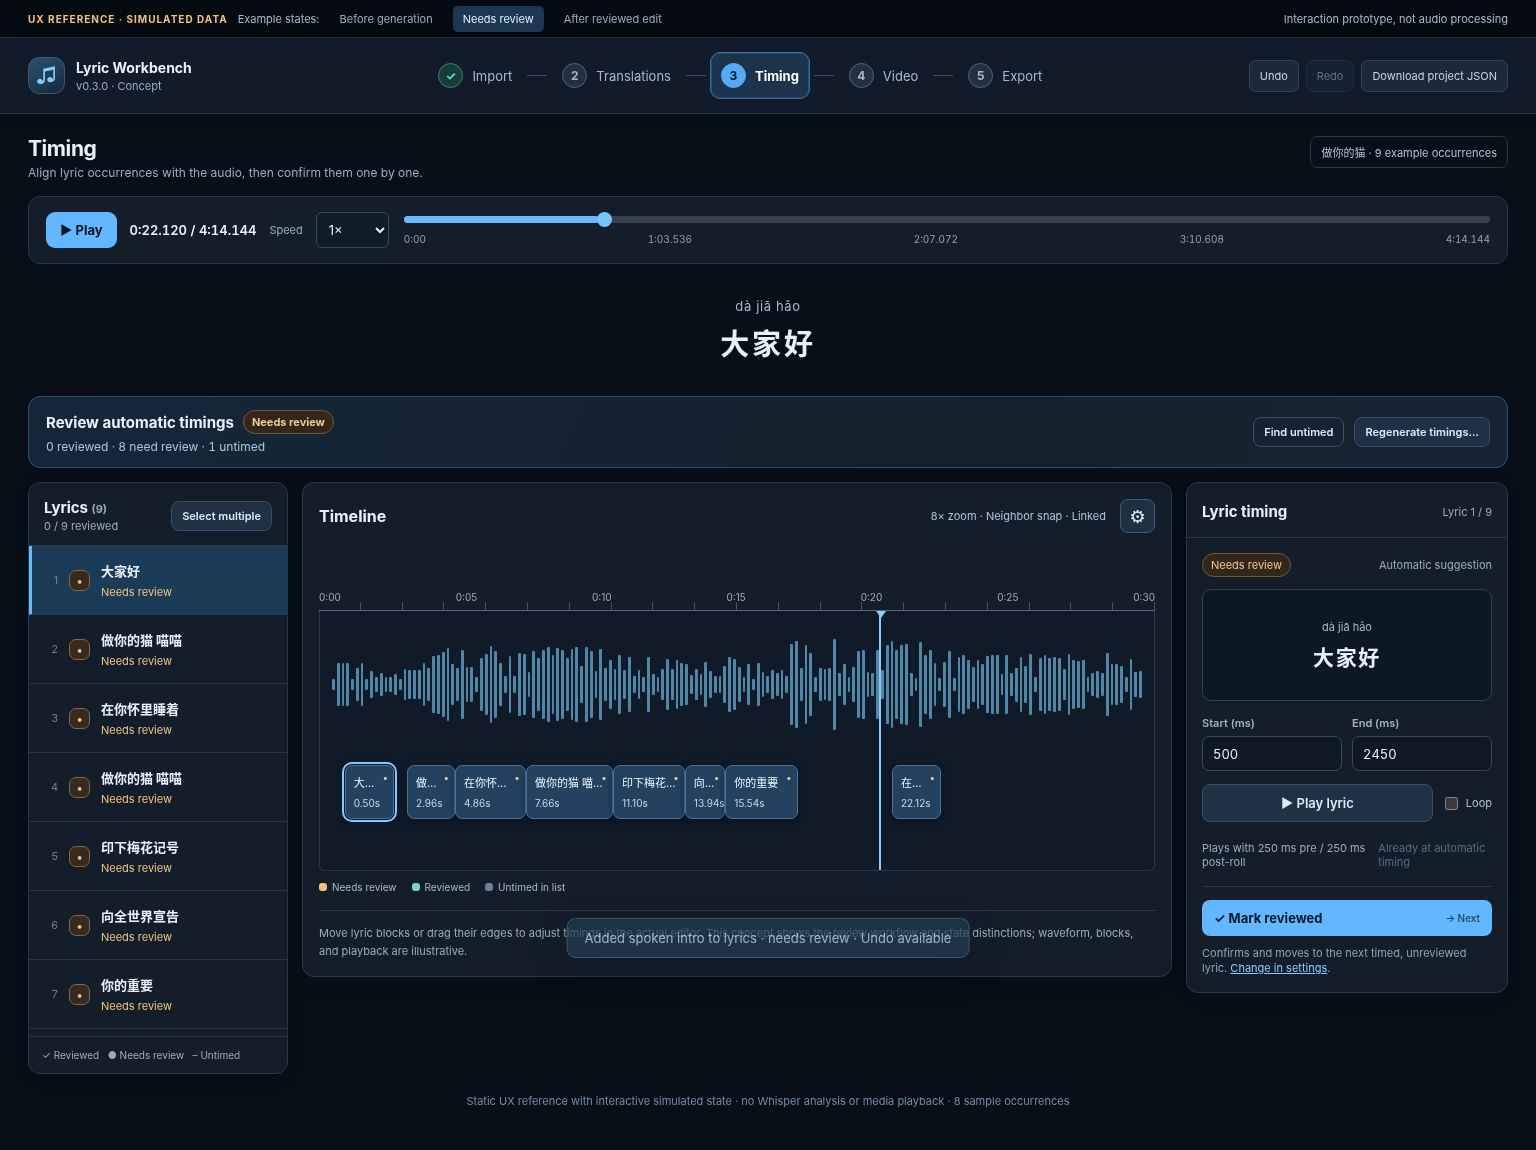 UX REFERENCE · SIMULATED DATA Example states: Before generation Needs review After reviewed edit Interaction prototype, not audio processing
Lyric Workbench
v0.3.0 · Concept
✓ Import 2 Translations 3 Timing 4 Video 5 Export
Undo Redo Download project JSON
Timing
Align lyric occurrences with the audio, then confirm them one by one.
做你的猫 · 9 example occurrences
▶ Play 0:22.120 / 4:14.144 Speed 1×
0:00 1:03.536 2:07.072 3:10.608 4:14.144
dà jiā hǎo
大家好
Review automatic timings Needs review
0 reviewed · 8 need review · 1 untimed
Find untimed Regenerate timings...
Lyrics (9)
0 / 9 reviewed
Select multiple
1 大家好
Needs review
2 做你的猫 喵喵
Needs review
3 在你怀里睡着
Needs review
4 做你的猫 喵喵
Needs review
5 印下梅花记号
Needs review
6 向全世界宣告
Needs review
7 你的重要
Needs review
✓ Reviewed ● Needs review – Untimed
Timeline
8× zoom · Neighbor snap · Linked ⚙
0:00 0:05 0:10 0:15 0:20 0:25 0:30
大... 做... 在你怀... 做你的猫 喵... 印下梅花... 向... 你的重要 在...
0.50s 2.96s 4.86s 7.66s 11.10s 13.94s 15.54s 22.12s
Needs review Reviewed Untimed in list
Move lyric blocks or drag their edges to adjust timings in the actual editor. This concept shows the review workflow and state distinctions; waveform, blocks,
and playback are illustrative.
Added spoken intro to lyrics · needs review · Undo available
Lyric timing Lyric 1 / 9
Needs review Automatic suggestion
dà jiā hǎo
大家好
Start (ms) End (ms)
500 2450
▶ Play lyric Loop
Plays with 250 ms pre / 250 ms
post-roll
Already at automatic
timing
✓ Mark reviewed → Next
Confirms and moves to the next timed, unreviewed
lyric. Change in settings.
Static UX reference with interactive simulated state · no Whisper analysis or media playback · 8 sample occurrences